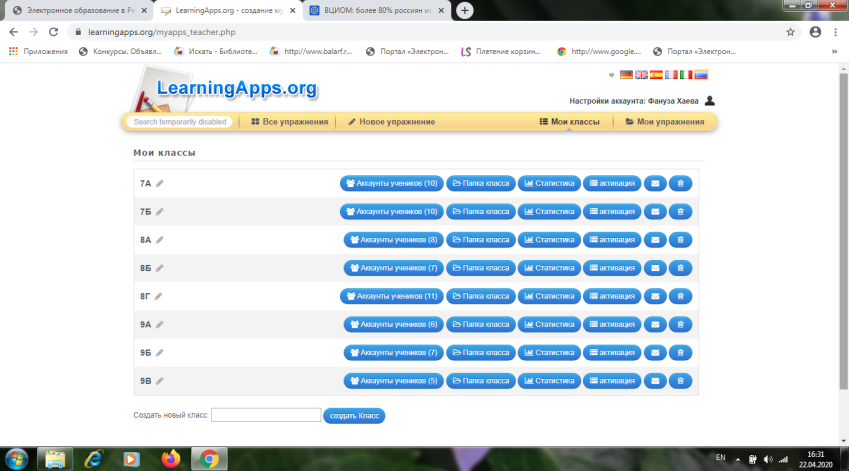 Электронное образование в Ре
LearningApps.org - создание му
ВЦИОМ: более 80% россиян ис
learningapps.org/myapps_teacher.php
Приложения Конкурсы. Объявл... Искать - Библиоте... http://www.balarf.r... Портал «Электрон... Плетение корзин... http://www.google.... Портал «Электрон... »
LearningApps.org
Настройки аккаунта: Фануза Хаева
Search temporarily disabled Все упражнения Новое упражнение Мои классы Мои упражнения
Мои классы
7А Аккаунты учеников (10) Папка класса Статистика активация
7Б Аккаунты учеников (10) Папка класса Статистика активация
8А Аккаунты учеников (8) Папка класса Статистика активация
8Б Аккаунты учеников (7) Папка класса Статистика активация
8Г Аккаунты учеников (11) Папка класса Статистика активация
9А Аккаунты учеников (6) Папка класса Статистика активация
9Б Аккаунты учеников (7) Папка класса Статистика активация
9В Аккаунты учеников (5) Папка класса Статистика активация
Создать новый класс: создать Класс
EN 16:31
22.04.2020